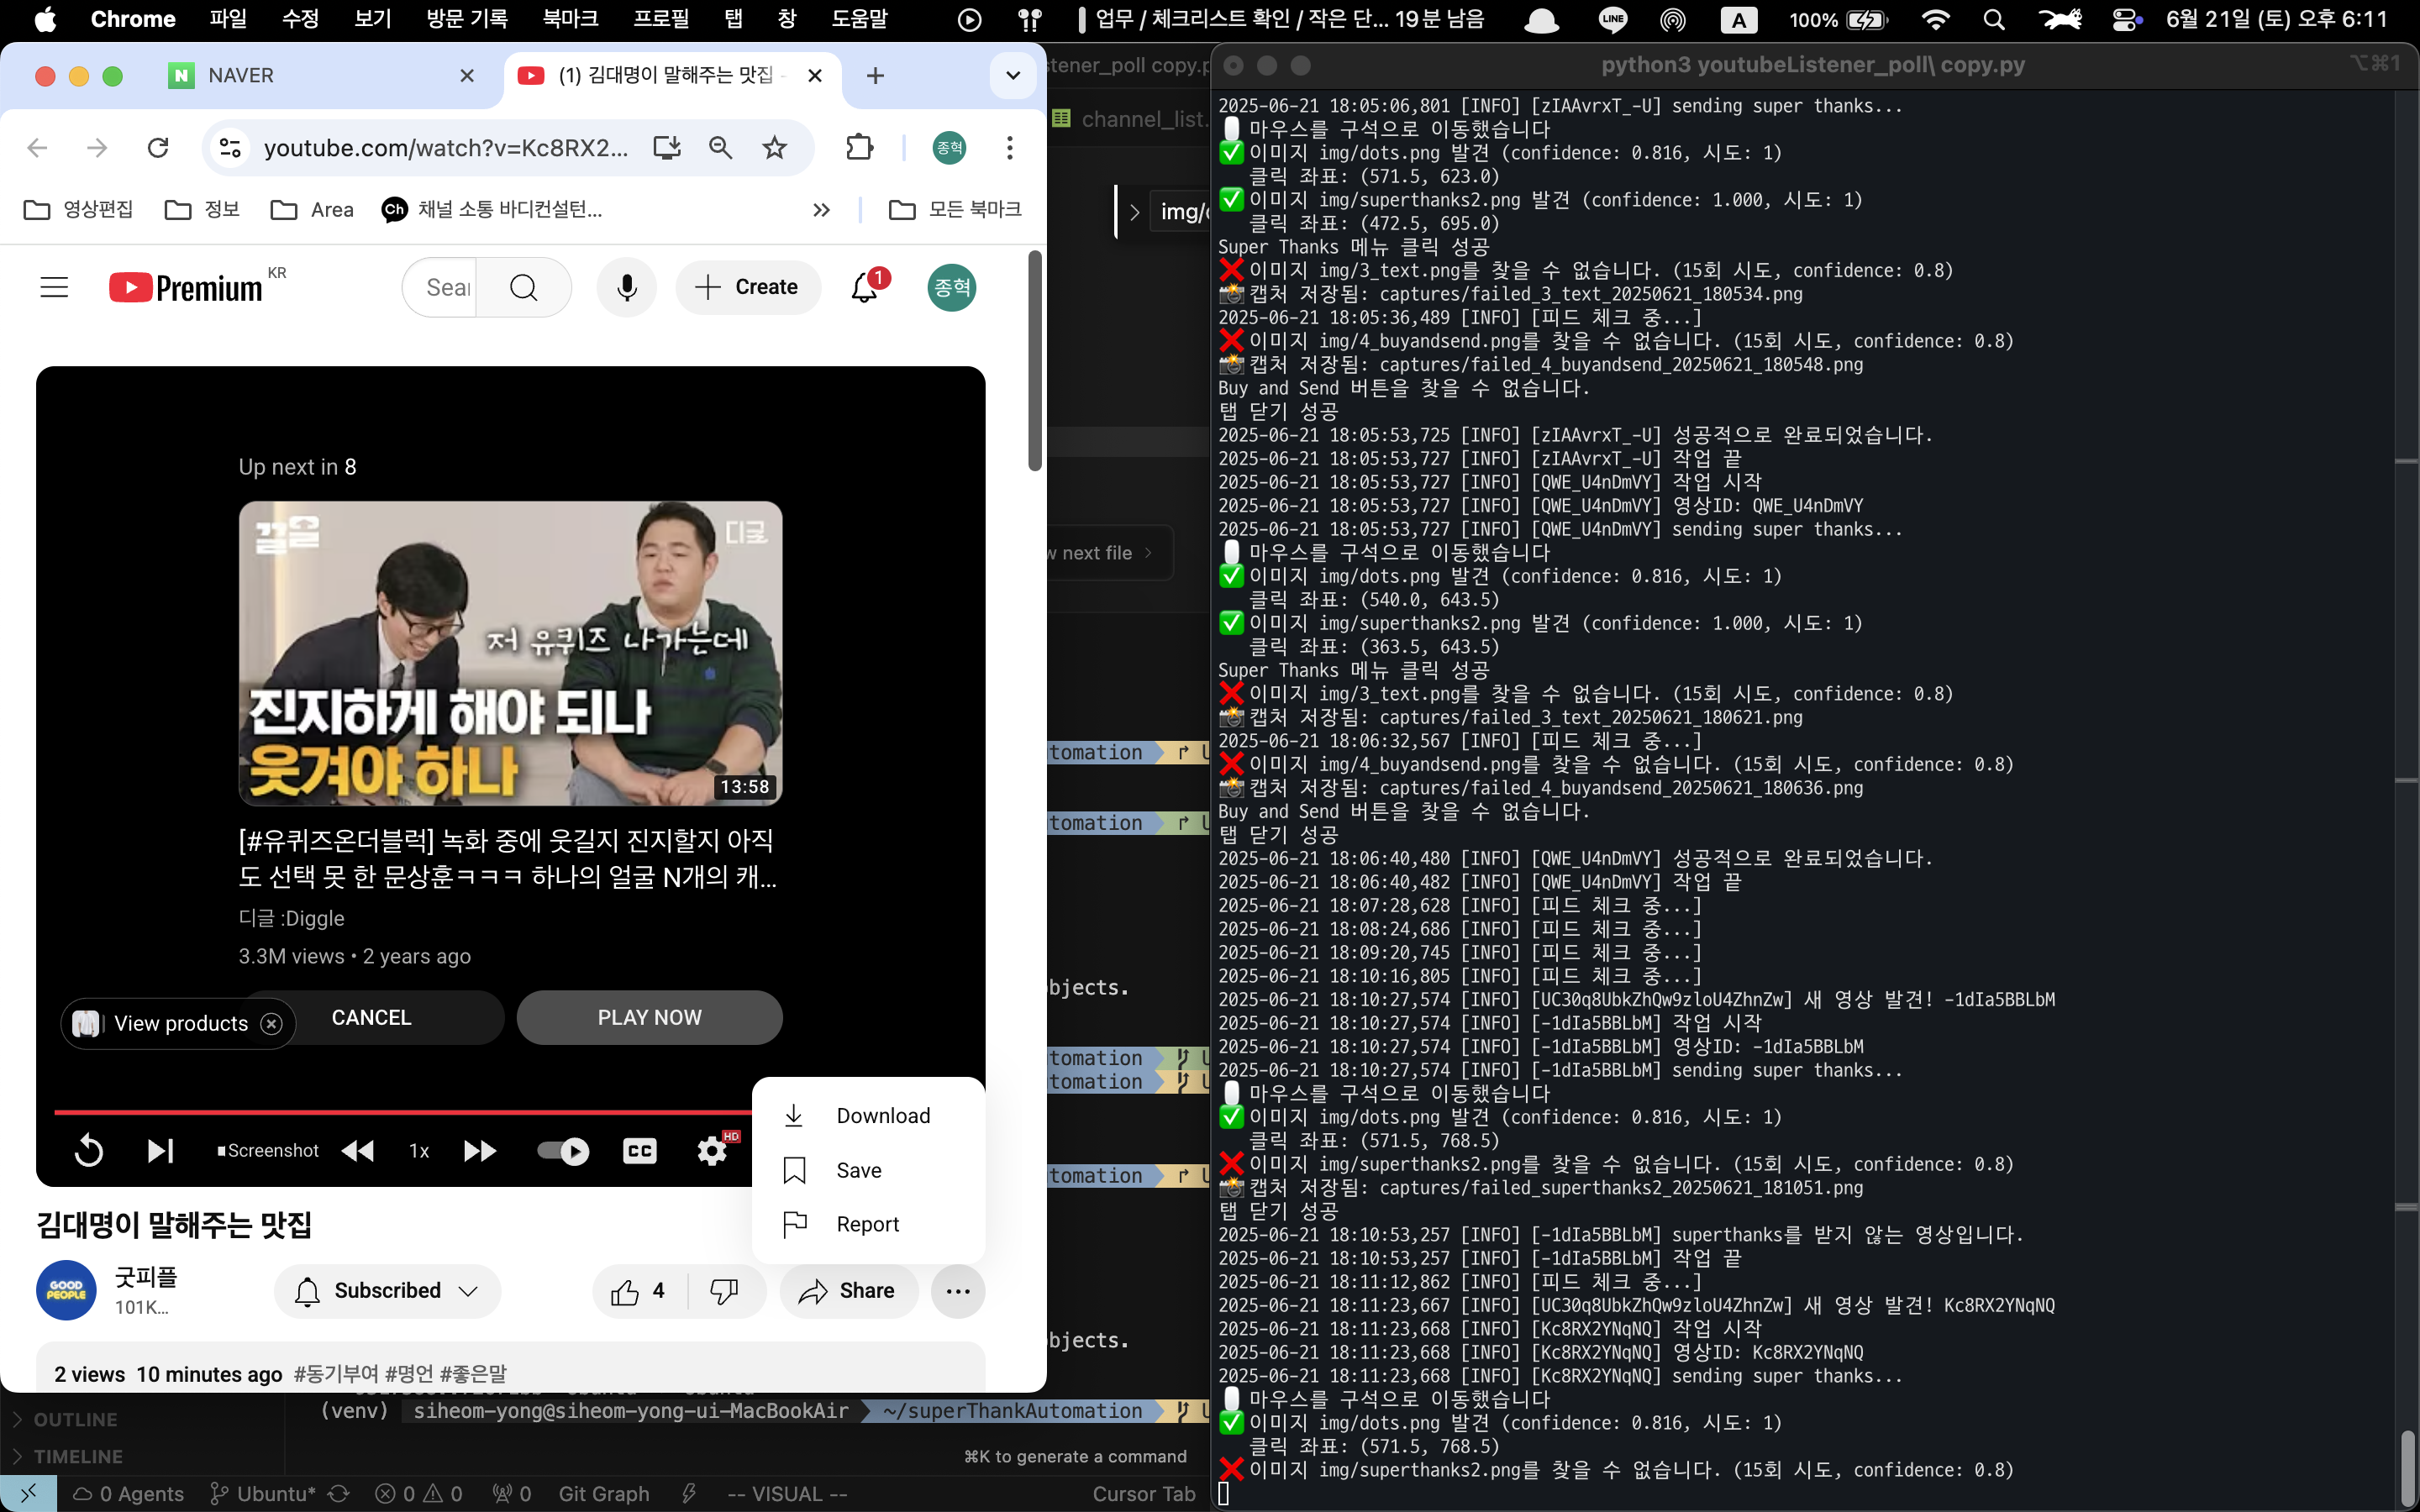 Chrome 파일 수정 보기 방문 기록 북마크 프로필 탭 창 도움말 업무 / 체크리스트 확인 / 작은 단... 19분 남음 LINE A 100% 6월 21일 (토) 오후 6:11
N NAVER
(1) 김대명이 말해주는 맛집 -
youtube.com/watch?v=Kc8RX2...
종혁
영상편집 정보 Area Ch 채널 소통 바디컨설턴... 모든 북마크
Premium KR
Sear
Create
1
종혁
Up next in 8
끌올
디글
저 유퀴즈 나가는데
진지하게 해야 되나
웃겨야 하나
13:58
[#유퀴즈온더블럭] 녹화 중에 웃길지 진지할지 아직
도 선택 못 한 문상훈ㅋㅋㅋ 하나의 얼굴 N개의 캐...
디글 :Diggle
3.3M views • 2 years ago
View products
CANCEL
PLAY NOW
Screenshot
1x
CC
HD
Download
Save
Report
김대명이 말해주는 맛집
GOOD
PEOPLE
굿피플
101K...
Subscribed
4
Share
2 views 10 minutes ago #동기부여 #명언 #좋은말
stener_poll copy.p
channel_list.
img/c
w next file
tomation
tomation
bjects.
tomation
tomation
tomation
bjects.
(venv) siheom-yong@siheom-yong-ui-MacBookAir ~/superThankAutomation
⌘K to generate a command
OUTLINE
TIMELINE
0 Agents Ubuntu* 0 0 0 Git Graph -- VISUAL -- Cursor Tab
python3 youtubeListener_poll\ copy.py
⌥⌘1
2025-06-21 18:05:06,801 [INFO] [zIAAvrxT_-U] sending super thanks...
마우스를 구석으로 이동했습니다
✅ 이미지 img/dots.png 발견 (confidence: 0.816, 시도: 1)
클릭 좌표: (571.5, 623.0)
✅ 이미지 img/superthanks2.png 발견 (confidence: 1.000, 시도: 1)
클릭 좌표: (472.5, 695.0)
Super Thanks 메뉴 클릭 성공
❌ 이미지 img/3_text.png를 찾을 수 없습니다. (15회 시도, confidence: 0.8)
📸 캡처 저장됨: captures/failed_3_text_20250621_180534.png
2025-06-21 18:05:36,489 [INFO] [피드 체크 중...]
❌ 이미지 img/4_buyandsend.png를 찾을 수 없습니다. (15회 시도, confidence: 0.8)
📸 캡처 저장됨: captures/failed_4_buyandsend_20250621_180548.png
Buy and Send 버튼을 찾을 수 없습니다.
탭 닫기 성공
2025-06-21 18:05:53,725 [INFO] [zIAAvrxT_-U] 성공적으로 완료되었습니다.
2025-06-21 18:05:53,727 [INFO] [zIAAvrxT_-U] 작업 끝
2025-06-21 18:05:53,727 [INFO] [QWE_U4nDmVY] 작업 시작
2025-06-21 18:05:53,727 [INFO] [QWE_U4nDmVY] 영상ID: QWE_U4nDmVY
2025-06-21 18:05:53,727 [INFO] [QWE_U4nDmVY] sending super thanks...
마우스를 구석으로 이동했습니다
✅ 이미지 img/dots.png 발견 (confidence: 0.816, 시도: 1)
클릭 좌표: (540.0, 643.5)
✅ 이미지 img/superthanks2.png 발견 (confidence: 1.000, 시도: 1)
클릭 좌표: (363.5, 643.5)
Super Thanks 메뉴 클릭 성공
❌ 이미지 img/3_text.png를 찾을 수 없습니다. (15회 시도, confidence: 0.8)
📸 캡처 저장됨: captures/failed_3_text_20250621_180621.png
2025-06-21 18:06:32,567 [INFO] [피드 체크 중...]
❌ 이미지 img/4_buyandsend.png를 찾을 수 없습니다. (15회 시도, confidence: 0.8)
📸 캡처 저장됨: captures/failed_4_buyandsend_20250621_180636.png
Buy and Send 버튼을 찾을 수 없습니다.
탭 닫기 성공
2025-06-21 18:06:40,480 [INFO] [QWE_U4nDmVY] 성공적으로 완료되었습니다.
2025-06-21 18:06:40,482 [INFO] [QWE_U4nDmVY] 작업 끝
2025-06-21 18:07:28,628 [INFO] [피드 체크 중...]
2025-06-21 18:08:24,686 [INFO] [피드 체크 중...]
2025-06-21 18:09:20,745 [INFO] [피드 체크 중...]
2025-06-21 18:10:16,805 [INFO] [피드 체크 중...]
2025-06-21 18:10:27,574 [INFO] [UC30q8UbkZhQw9zloU4ZhnZw] 새 영상 발견! -1dIa5BBLbM
2025-06-21 18:10:27,574 [INFO] [-1dIa5BBLbM] 작업 시작
2025-06-21 18:10:27,574 [INFO] [-1dIa5BBLbM] 영상ID: -1dIa5BBLbM
2025-06-21 18:10:27,574 [INFO] [-1dIa5BBLbM] sending super thanks...
마우스를 구석으로 이동했습니다
✅ 이미지 img/dots.png 발견 (confidence: 0.816, 시도: 1)
클릭 좌표: (571.5, 768.5)
❌ 이미지 img/superthanks2.png를 찾을 수 없습니다. (15회 시도, confidence: 0.8)
📸 캡처 저장됨: captures/failed_superthanks2_20250621_181051.png
탭 닫기 성공
2025-06-21 18:10:53,257 [INFO] [-1dIa5BBLbM] superthanks를 받지 않는 영상입니다.
2025-06-21 18:10:53,257 [INFO] [-1dIa5BBLbM] 작업 끝
2025-06-21 18:11:12,862 [INFO] [피드 체크 중...]
2025-06-21 18:11:23,667 [INFO] [UC30q8UbkZhQw9zloU4ZhnZw] 새 영상 발견! Kc8RX2YNqNQ
2025-06-21 18:11:23,668 [INFO] [Kc8RX2YNqNQ] 작업 시작
2025-06-21 18:11:23,668 [INFO] [Kc8RX2YNqNQ] 영상ID: Kc8RX2YNqNQ
2025-06-21 18:11:23,668 [INFO] [Kc8RX2YNqNQ] sending super thanks...
마우스를 구석으로 이동했습니다
✅ 이미지 img/dots.png 발견 (confidence: 0.816, 시도: 1)
클릭 좌표: (571.5, 768.5)
❌ 이미지 img/superthanks2.png를 찾을 수 없습니다. (15회 시도, confidence: 0.8)